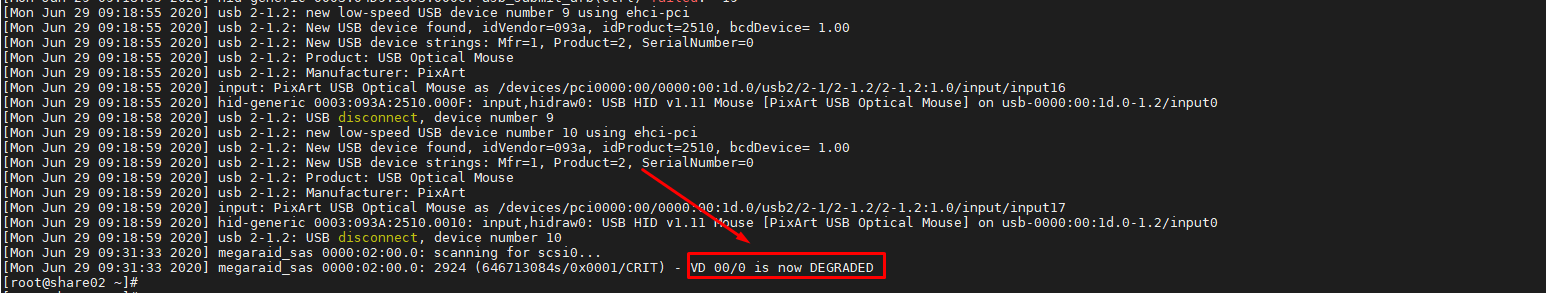 [Mon Jun 29 09:18:55 2020] usb 2-1.2: new low-speed USB device number 9 using ehci-pci
[Mon Jun 29 09:18:55 2020] usb 2-1.2: New USB device found, idVendor=093a, idProduct=2510, bcdDevice= 1.00
[Mon Jun 29 09:18:55 2020] usb 2-1.2: New USB device strings: Mfr=1, Product=2, SerialNumber=0
[Mon Jun 29 09:18:55 2020] usb 2-1.2: Product: USB Optical Mouse
[Mon Jun 29 09:18:55 2020] usb 2-1.2: Manufacturer: PixArt
[Mon Jun 29 09:18:55 2020] input: PixArt USB Optical Mouse as /devices/pci0000:00/0000:00:1d.0/usb2/2-1/2-1.2/2-1.2:1.0/input/input16
[Mon Jun 29 09:18:55 2020] hid-generic 0003:093A:2510.000F: input,hidraw0: USB HID v1.11 Mouse [PixArt USB Optical Mouse] on usb-0000:00:1d.0-1.2/input0
[Mon Jun 29 09:18:58 2020] usb 2-1.2: USB disconnect, device number 9
[Mon Jun 29 09:18:59 2020] usb 2-1.2: new low-speed USB device number 10 using ehci-pci
[Mon Jun 29 09:18:59 2020] usb 2-1.2: New USB device found, idVendor=093a, idProduct=2510, bcdDevice= 1.00
[Mon Jun 29 09:18:59 2020] usb 2-1.2: New USB device strings: Mfr=1, Product=2, SerialNumber=0
[Mon Jun 29 09:18:59 2020] usb 2-1.2: Product: USB Optical Mouse
[Mon Jun 29 09:18:59 2020] usb 2-1.2: Manufacturer: PixArt
[Mon Jun 29 09:18:59 2020] input: PixArt USB Optical Mouse as /devices/pci0000:00/0000:00:1d.0/usb2/2-1/2-1.2/2-1.2:1.0/input/input17
[Mon Jun 29 09:18:59 2020] hid-generic 0003:093A:2510.0010: input,hidraw0: USB HID v1.11 Mouse [PixArt USB Optical Mouse] on usb-0000:00:1d.0-1.2/input0
[Mon Jun 29 09:18:59 2020] usb 2-1.2: USB disconnect, device number 10
[Mon Jun 29 09:31:33 2020] megaraid_sas 0000:02:00.0: scanning for scsi0...
[Mon Jun 29 09:31:33 2020] megaraid_sas 0000:02:00.0: 2924 (646713084s/0x0001/CRIT) - VD 00/0 is now DEGRADED
[root@share02 ~]#